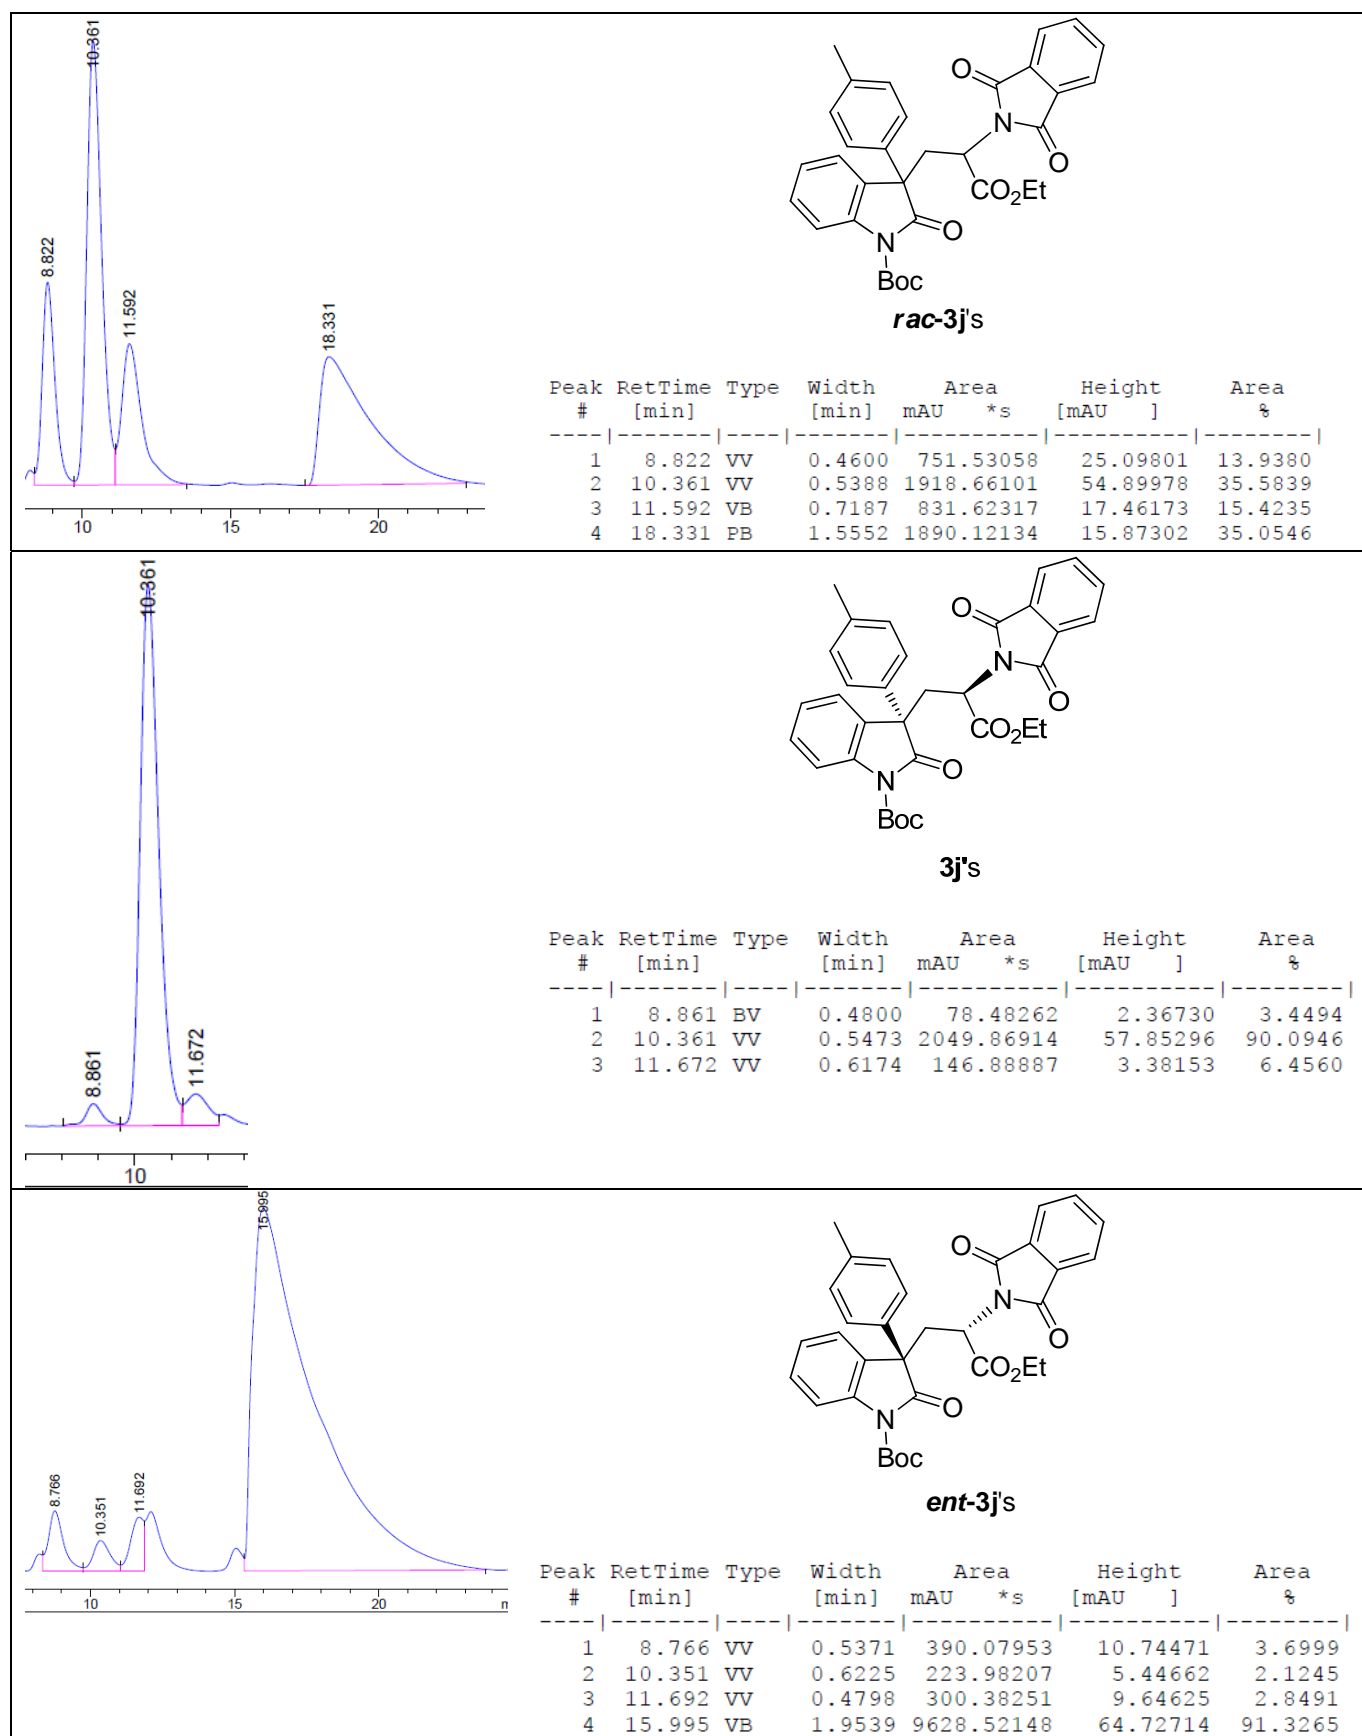 8.822
10.361
11.592
18.331
10
15
20
O
N
O
CO2Et
O
N
Boc
rac-3j's
Peak RetTime Type Width Area Height Area
# [min] [min] mAU *s [mAU ] %
----|-------|----|-------|----------|----------|--------|
1 8.822 VV 0.4600 751.53058 25.09801 13.9380
2 10.361 VV 0.5388 1918.66101 54.89978 35.5839
3 11.592 VB 0.7187 831.62317 17.46173 15.4235
4 18.331 PB 1.5552 1890.12134 15.87302 35.0546
8.861
10.361
11.672
10
O
N
O
CO2Et
O
N
Boc
3j's
Peak RetTime Type Width Area Height Area
# [min] [min] mAU *s [mAU ] %
----|-------|----|-------|----------|----------|--------|
1 8.861 BV 0.4800 78.48262 2.36730 3.4494
2 10.361 VV 0.5473 2049.86914 57.85296 90.0946
3 11.672 VV 0.6174 146.88887 3.38153 6.4560
8.766
10.351
11.692
15.995
10
15
20
O
N
O
CO2Et
O
N
Boc
ent-3j's
Peak RetTime Type Width Area Height Area
# [min] [min] mAU *s [mAU ] %
----|-------|----|-------|----------|----------|--------|
1 8.766 VV 0.5371 390.07953 10.74471 3.6999
2 10.351 VV 0.6225 223.98207 5.44662 2.1245
3 11.692 VV 0.4798 300.38251 9.64625 2.8491
4 15.995 VB 1.9539 9628.52148 64.72714 91.3265